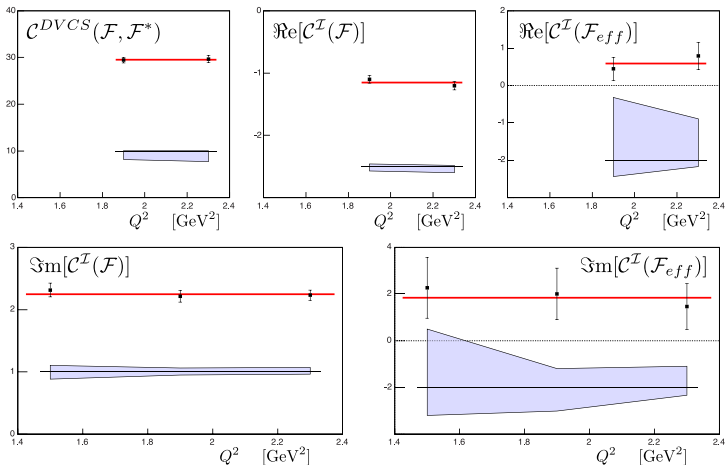 𝒞^{DVCS}(ℱ, ℱ*)
40
30
20
10
0
1.4 1.6 1.8 2 2.2 2.4
Q² [GeV²]
ℜe[𝒞^ℐ(ℱ)]
0
-1
-2
1.4 1.6 1.8 2 2.2 2.4
Q² [GeV²]
ℜe[𝒞^ℐ(ℱ_{eff})]
2
1
0
-1
-2
1.4 1.6 1.8 2 2.2 2.4
Q² [GeV²]
ℑm[𝒞^ℐ(ℱ)]
3
2
1
0
1.4 1.6 1.8 2 2.2 2.4
Q² [GeV²]
ℑm[𝒞^ℐ(ℱ_{eff})]
4
2
0
-2
1.4 1.6 1.8 2 2.2 2.4
Q² [GeV²]